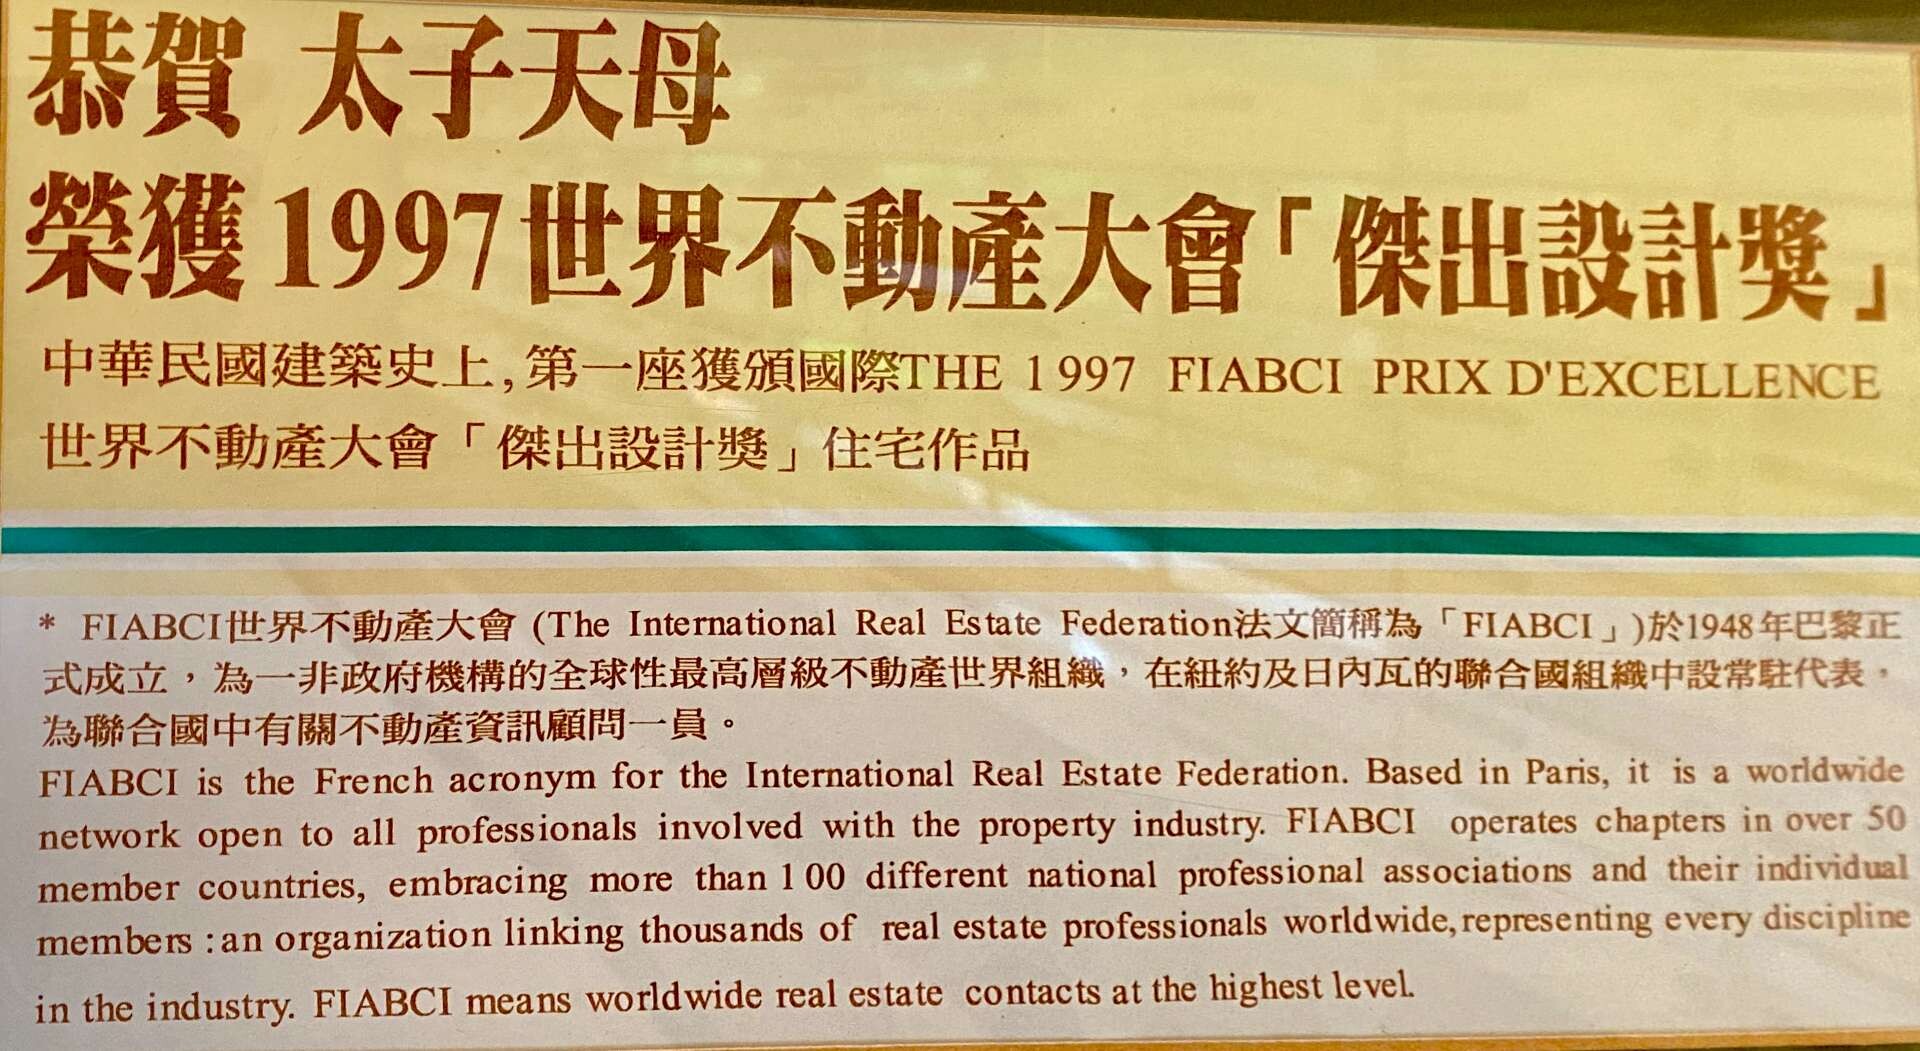 恭賀 太子天母
榮獲1997世界不動產大會「傑出設計獎」
中華民國建築史上,第一座獲頒國際THE 1997 FIABCI PRIX D'EXCELLENCE
世界不動產大會「傑出設計獎」住宅作品
* FIABCI世界不動產大會 (The International Real Estate Federation法文簡稱為「FIABCI」)於1948年巴黎正
式成立，為一非政府機構的全球性最高層級不動產世界組織，在紐約及日內瓦的聯合國組織中設常駐代表，
為聯合國中有關不動產資訊顧問一員。
FIABCI is the French acronym for the International Real Estate Federation. Based in Paris, it is a worldwide
network open to all professionals involved with the property industry. FIABCI operates chapters in over 50
member countries, embracing more than 100 different national professional associations and their individual
members : an organization linking thousands of real estate professionals worldwide, representing every discipline
in the industry. FIABCI means worldwide real estate contacts at the highest level.